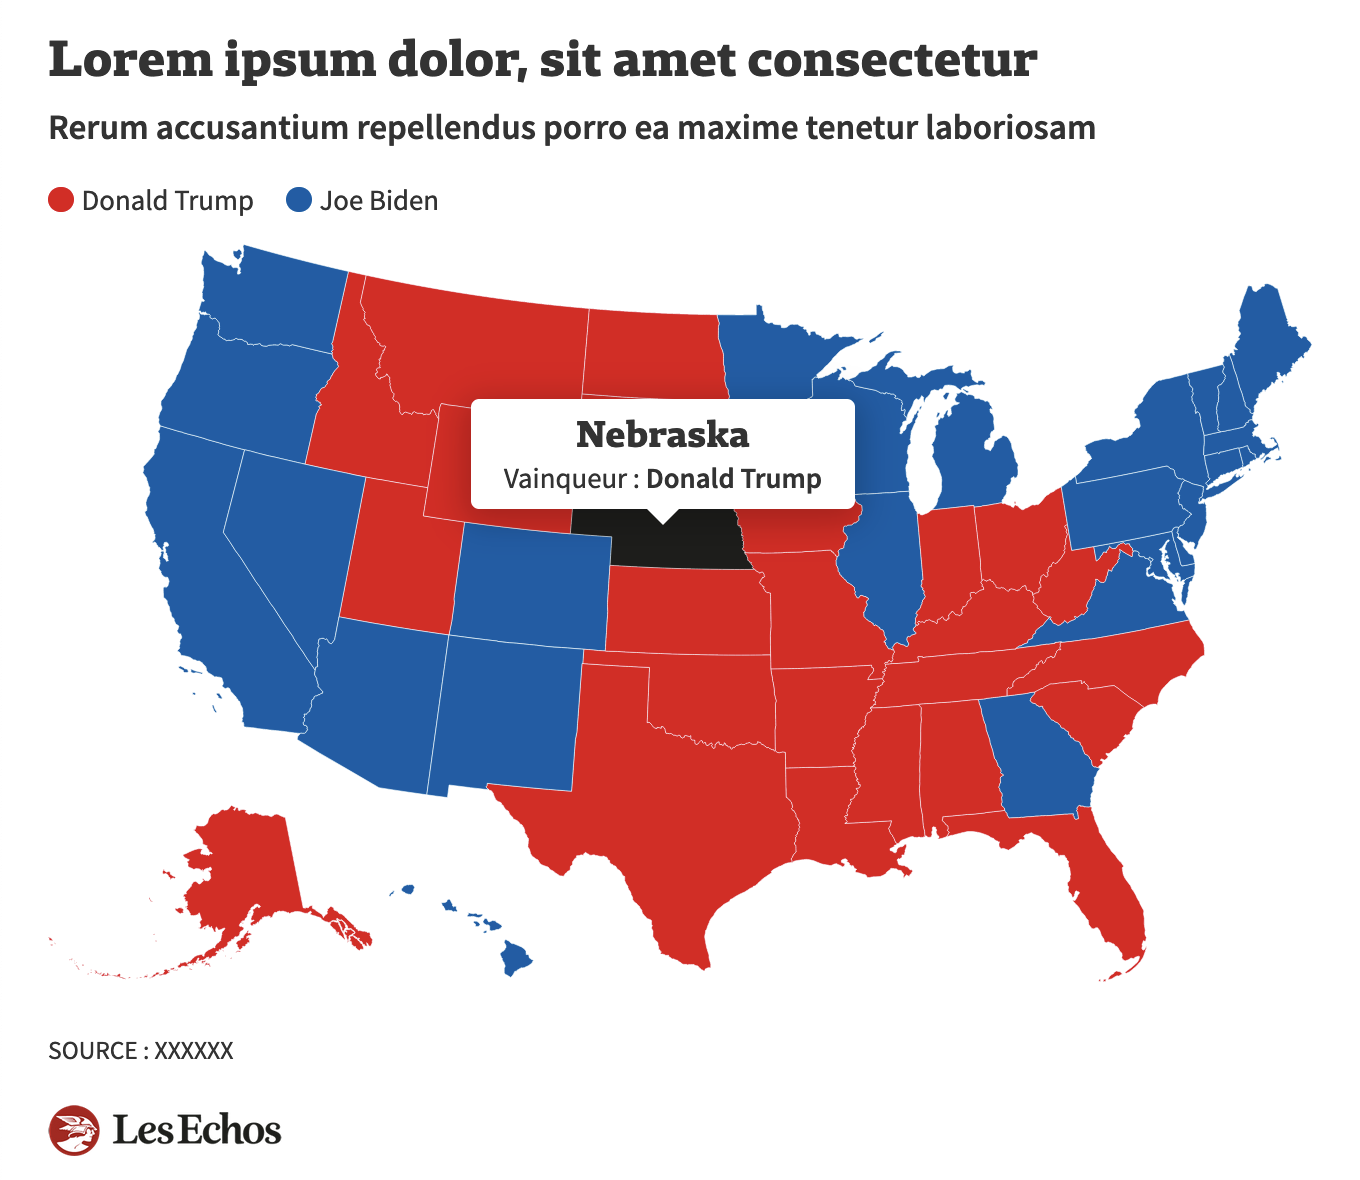 Lorem ipsum dolor, sit amet consectetur
Rerum accusantium repellendus porro ea maxime tenetur laboriosam
Donald Trump Joe Biden
Nebraska
Vainqueur : Donald Trump
SOURCE : XXXXXX
Les Echos